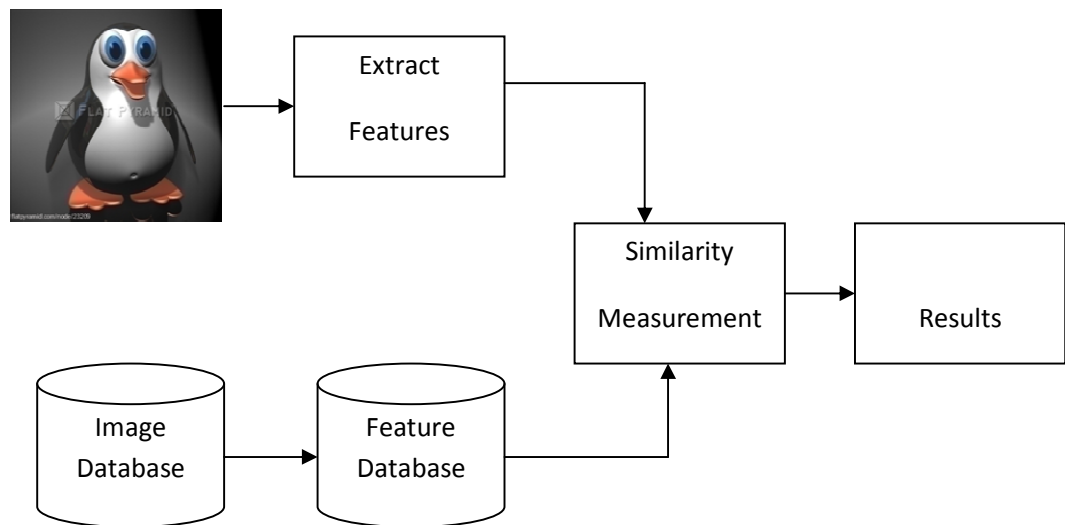 FLAT PYRAMID
Extract
Features
Similarity
Measurement
Results
Image
Database
Feature
Database